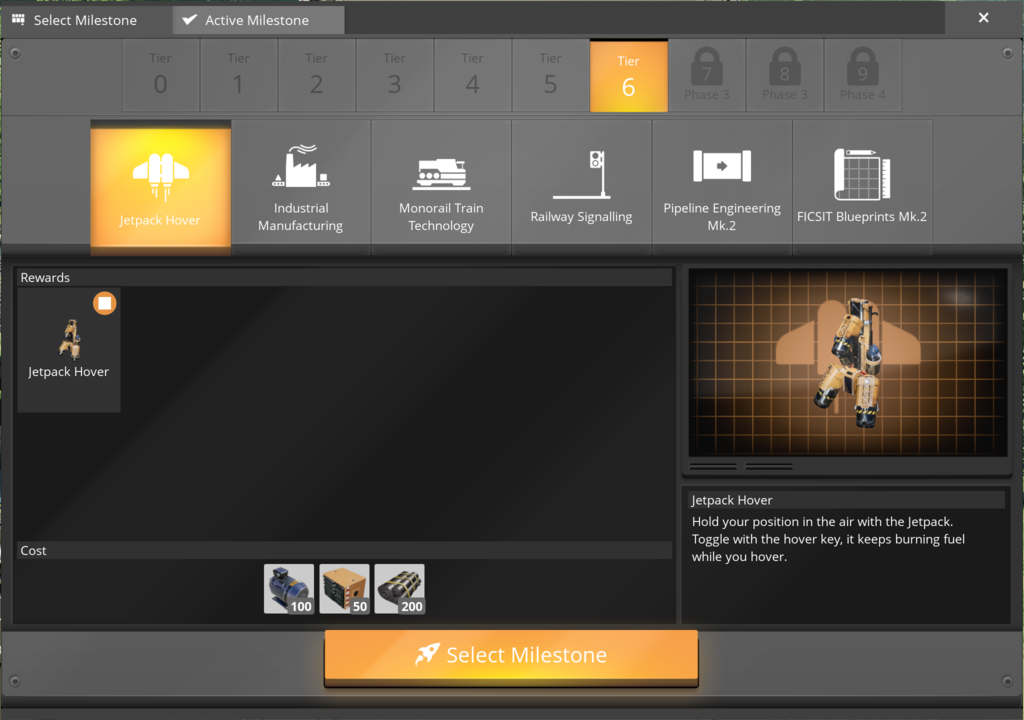 Select Milestone
Active Milestone
Tier
0
Tier
1
Tier
2
Tier
3
Tier
4
Tier
5
Tier
6
7
Phase 3
8
Phase 3
9
Phase 4
Jetpack Hover
Industrial
Manufacturing
Monorail Train
Technology
Railway Signalling
Pipeline Engineering
Mk.2
FICSIT Blueprints Mk.2
Rewards
Jetpack Hover
Jetpack Hover
Hold your position in the air with the Jetpack.
Toggle with the hover key, it keeps burning fuel
while you hover.
Cost
100
50
200
Select Milestone